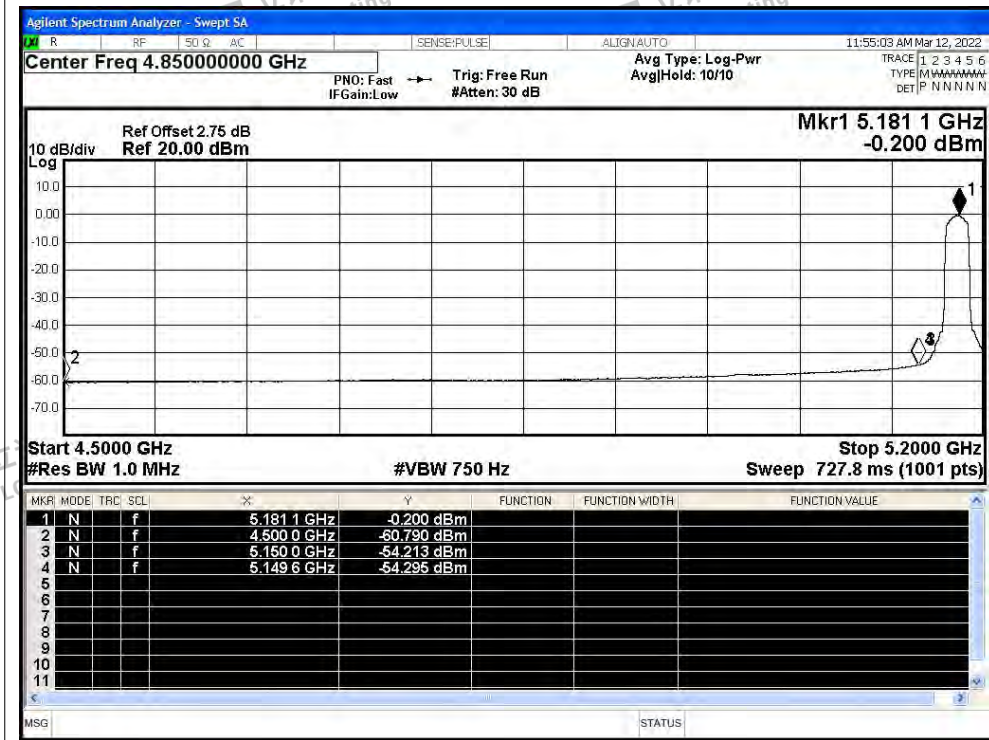 Agilent Spectrum Analyzer - Swept SA
LXI R RF 50 Ω AC SENSE:PULSE ALIGN AUTO 11:55:03 AM Mar 12, 2022
Center Freq 4.850000000 GHz
PNO: Fast
IFGain:Low
Trig: Free Run
#Atten: 30 dB
Avg Type: Log-Pwr
Avg|Hold: 10/10
TRACE 1 2 3 4 5 6
TYPE M W W W W W
DET P N N N N N
Ref Offset 2.75 dB
10 dB/div Ref 20.00 dBm
Log
Mkr1 5.181 1 GHz
-0.200 dBm
10.0
0.00
-10.0
-20.0
-30.0
-40.0
-50.0
-60.0
-70.0
1
2
4
Start 4.5000 GHz Stop 5.2000 GHz
#Res BW 1.0 MHz #VBW 750 Hz Sweep 727.8 ms (1001 pts)
MKR MODE TRC SCL X Y FUNCTION FUNCTION WIDTH FUNCTION VALUE
1 N f 5.181 1 GHz -0.200 dBm
2 N f 4.500 0 GHz -60.790 dBm
3 N f 5.150 0 GHz -54.213 dBm
4 N f 5.149 6 GHz -54.295 dBm
5
6
7
8
9
10
11
MSG STATUS